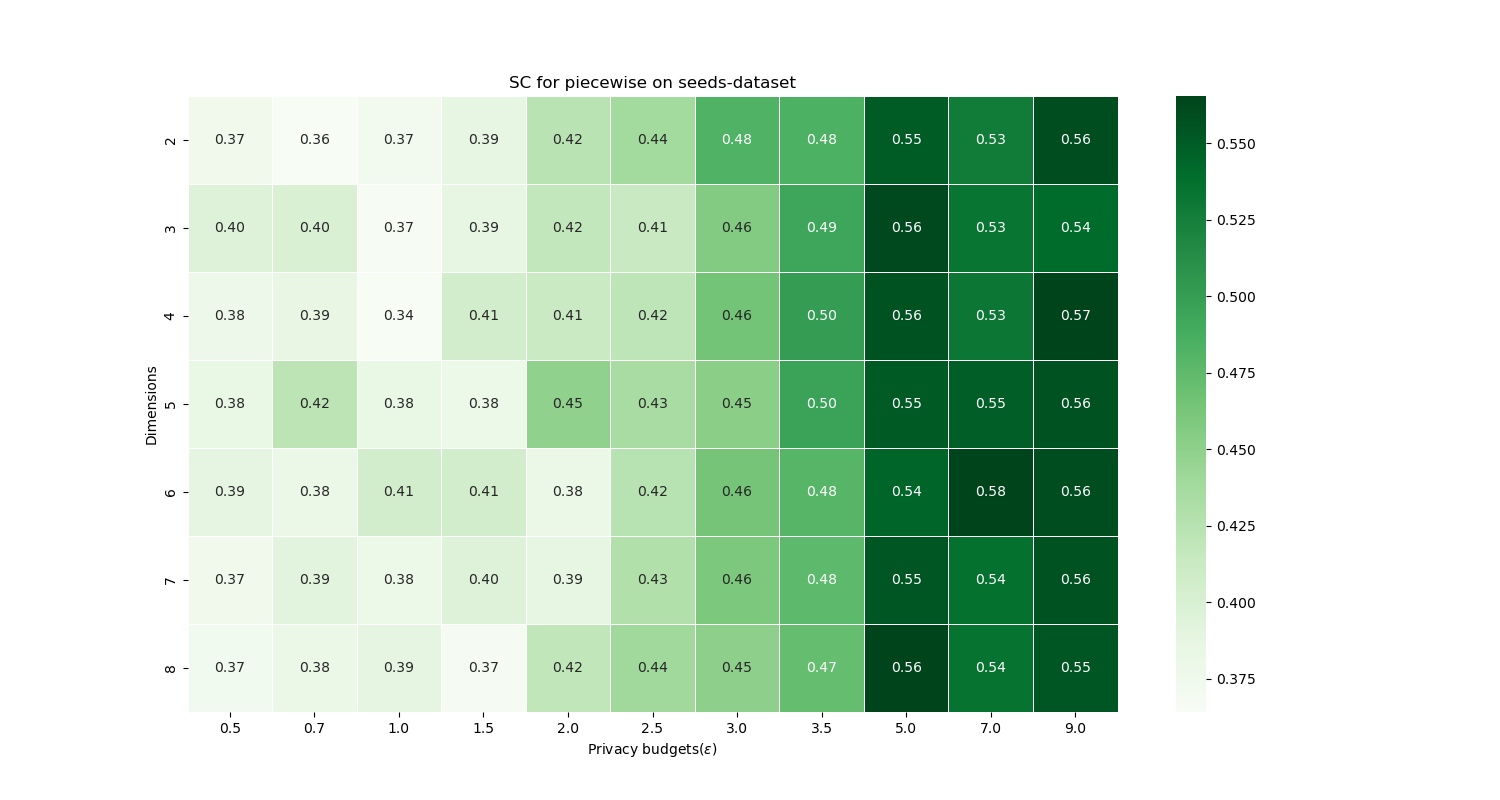 SC for piecewise on seeds-dataset
2 0.37 0.36 0.37 0.39 0.42 0.44 0.48 0.48 0.55 0.53 0.56
3 0.40 0.40 0.37 0.39 0.42 0.41 0.46 0.49 0.56 0.53 0.54
4 0.38 0.39 0.34 0.41 0.41 0.42 0.46 0.50 0.56 0.53 0.57
5 0.38 0.42 0.38 0.38 0.45 0.43 0.45 0.50 0.55 0.55 0.56
6 0.39 0.38 0.41 0.41 0.38 0.42 0.46 0.48 0.54 0.58 0.56
7 0.37 0.39 0.38 0.40 0.39 0.43 0.46 0.48 0.55 0.54 0.56
8 0.37 0.38 0.39 0.37 0.42 0.44 0.45 0.47 0.56 0.54 0.55
0.5 0.7 1.0 1.5 2.0 2.5 3.0 3.5 5.0 7.0 9.0
Privacy budgets(ε)
Dimensions
0.550
0.525
0.500
0.475
0.450
0.425
0.400
0.375